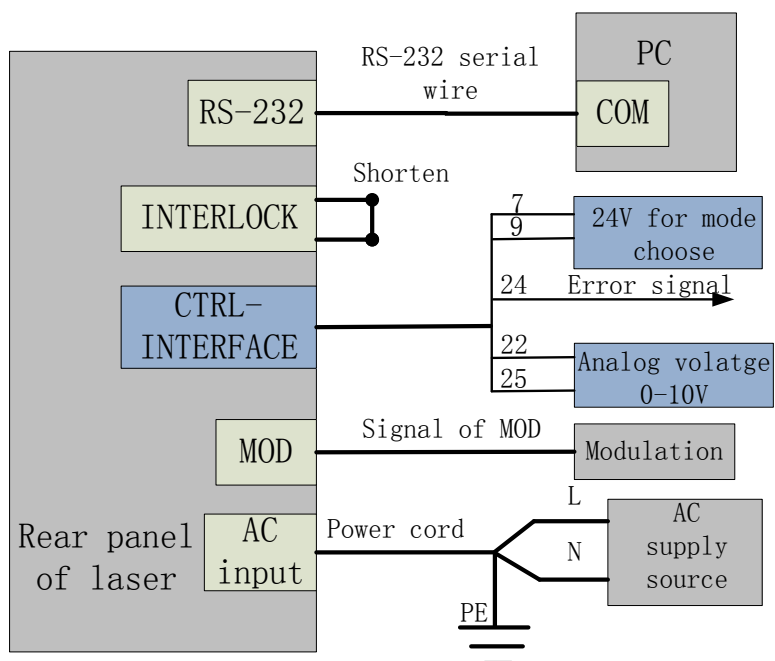 RS-232 serial
wire
PC
RS-232
COM
Shorten
INTERLOCK
7
9
24V for mode
choose
24
Error signal
CTRL-
INTERFACE
22
25
Analog volatge
0-10V
Signal of MOD
MOD
Modulation
L
N
AC
supply
source
Power cord
AC
input
Rear panel
of laser
PE